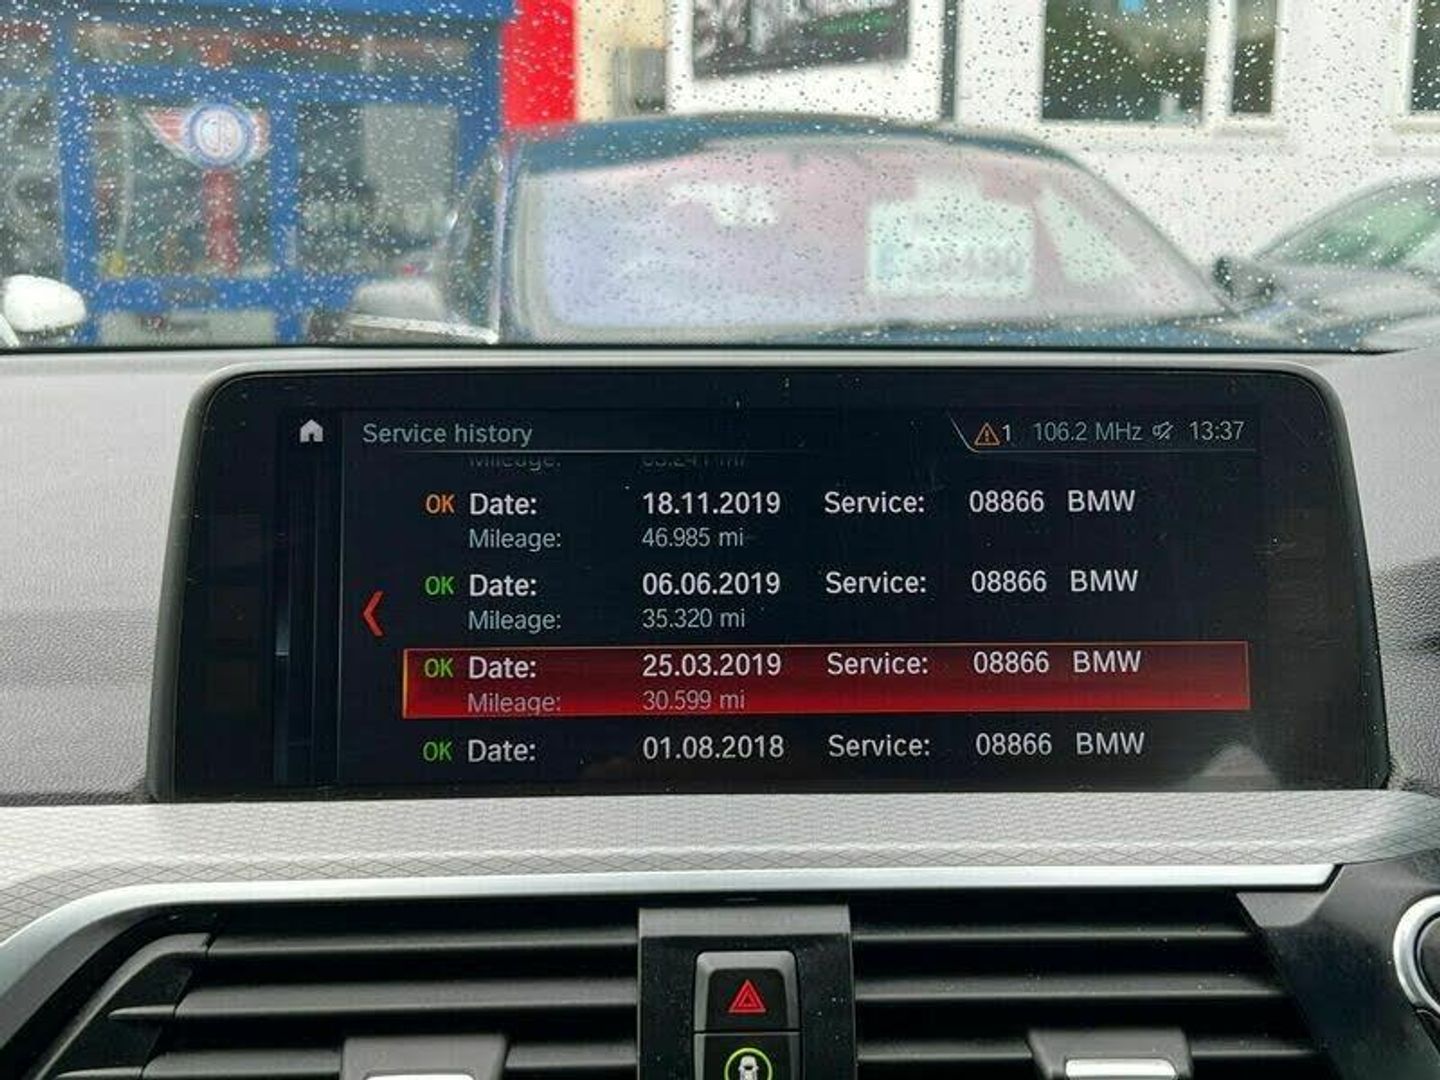 Service history
1 106.2 MHz 13:37
OK Date: 18.11.2019 Service: 08866 BMW
Mileage: 46.985 mi
OK Date: 06.06.2019 Service: 08866 BMW
Mileage: 35.320 mi
OK Date: 25.03.2019 Service: 08866 BMW
Mileage: 30.599 mi
OK Date: 01.08.2018 Service: 08866 BMW